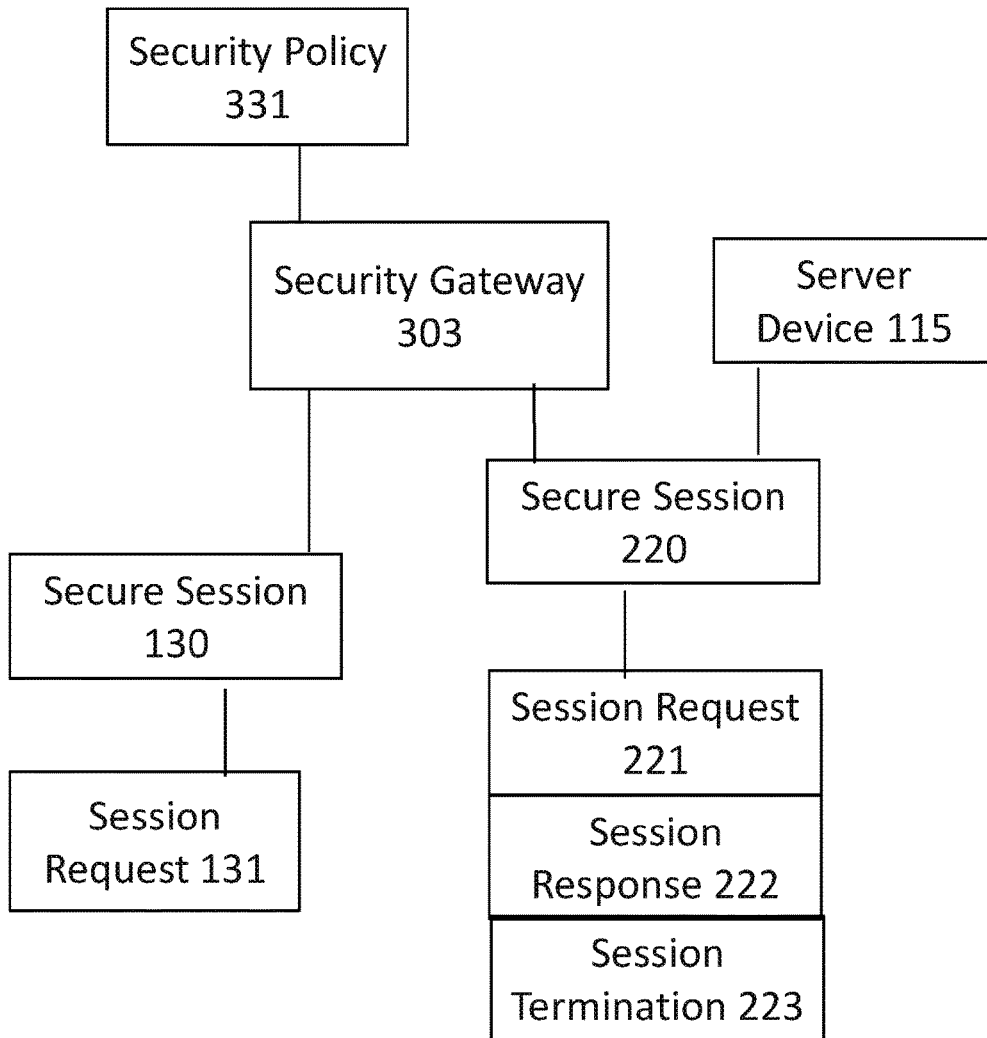 Security Policy
331
Security Gateway
303
Server
Device 115
Secure Session
220
Secure Session
130
Session Request
221
Session
Request 131
Session
Response 222
Session
Termination 223